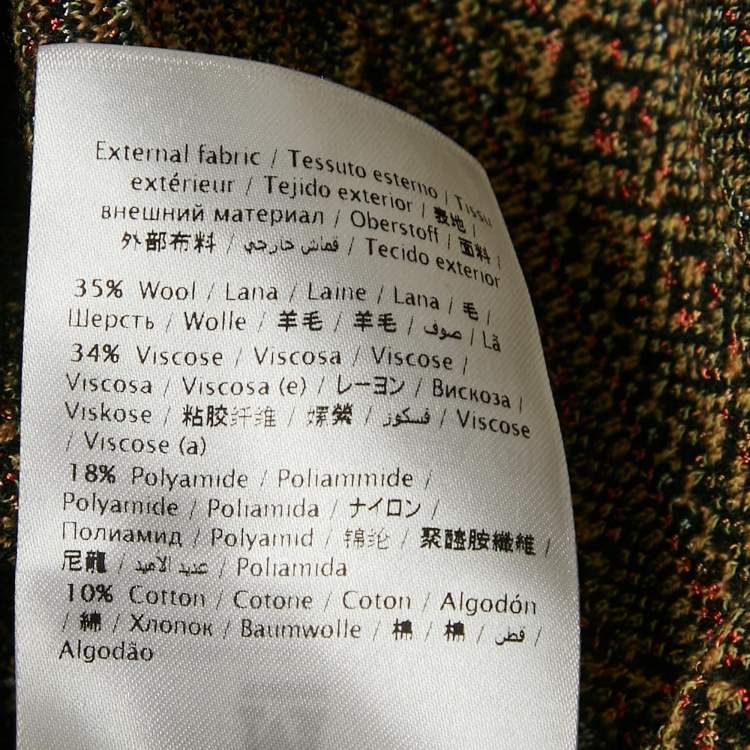 External fabric / Tessuto esterno / Tissu
extérieur / Tejido exterior / 表地 /
внешний материал / Oberstoff / 面料 /
外部布料 / قماش خارجي / Tecido exterior
35% Wool / Lana / Laine / Lana / 毛 /
Шерсть / Wolle / 羊毛 / 羊毛 / صوف / Lã
34% Viscose / Viscosa / Viscose /
Viscosa / Viscosa (e) / レーヨン / Вискоза /
Viskose / 粘胶纤维 / 嫘縈 / فسكوز / Viscose
/ Viscose (a)
18% Polyamide / Poliammide /
Polyamide / Poliamida / ナイロン /
Полиамид / Polyamid / 锦纶 / 聚醯胺纖維 /
尼龍 / عديد الاميد / Poliamida
10% Cotton / Cotone / Coton / Algodón
/ 綿 / Хлопок / Baumwolle / 棉 / 棉 / قطن /
Algodão